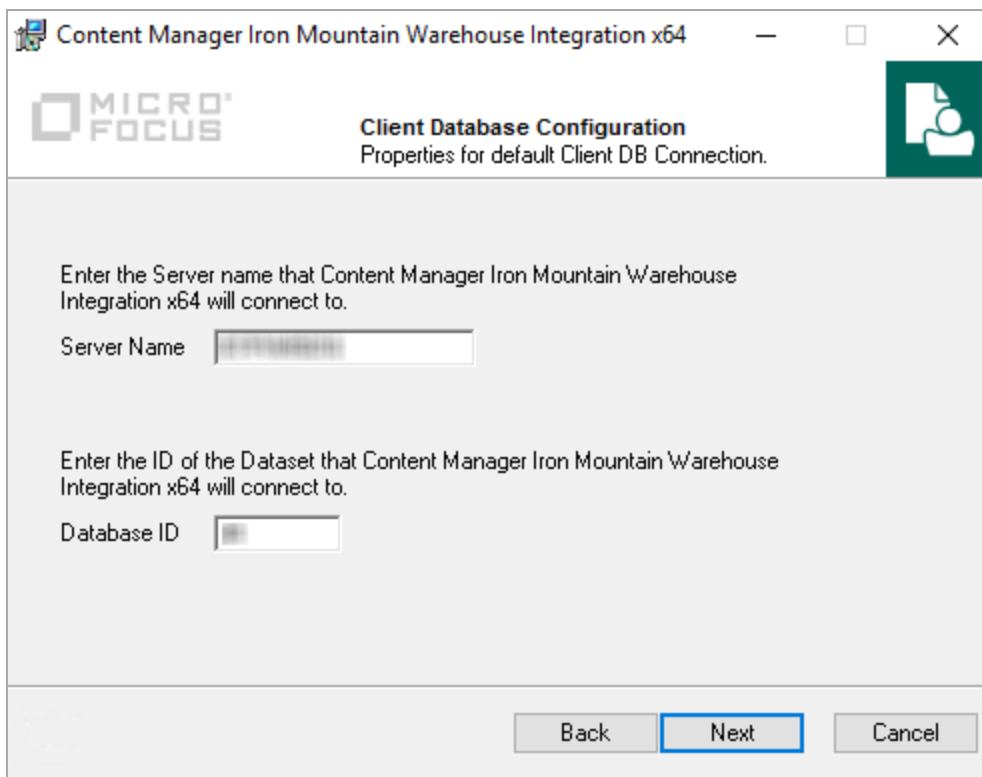 Content Manager Iron Mountain Warehouse Integration x64
MICRO
FOCUS
Client Database Configuration
Properties for default Client DB Connection.
Enter the Server name that Content Manager Iron Mountain Warehouse
Integration x64 will connect to.
Server Name
Enter the ID of the Dataset that Content Manager Iron Mountain Warehouse
Integration x64 will connect to.
Database ID
Back
Next
Cancel